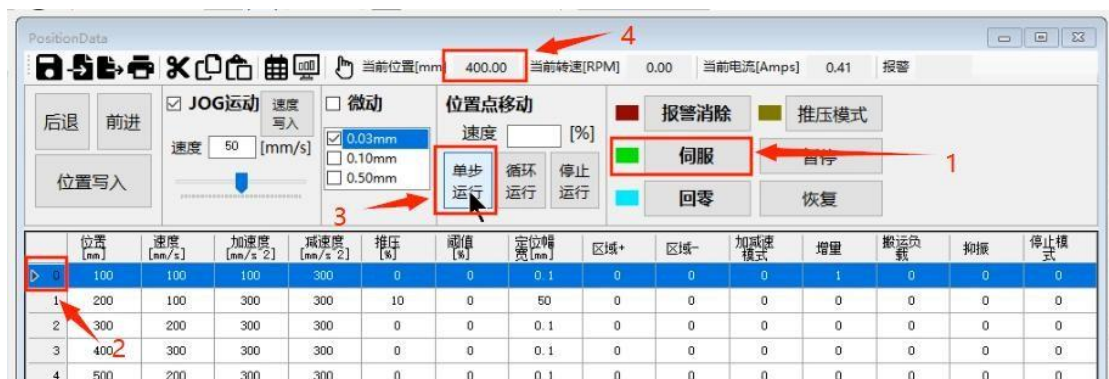 PositionData
4
当前位置[mm] 400.00 当前转速[RPM] 0.00 当前电流[Amps] 0.41 报警
后退 前进 位置写入
JOG运动 速度写入
速度 50 [mm/s]
微动
0.03mm
0.10mm
0.50mm
位置点移动
速度 [%]
单步运行 循环运行 停止运行
报警消除 推压模式
伺服 暂停
回零 恢复
1
3
位置[mm] 速度[mm/s] 加速度[mm/s^2] 减速度[mm/s^2] 推压[%] 阈值[%] 定位幅宽[mm] 区域+ 区域- 加减速模式 增量 搬运负载 抑振 停止模式
0 100 100 100 300 0 0 0.1 0 0 0 1 0 0 0
1 200 100 300 300 10 0 50 0 0 0 0 0 0 0
2 300 200 300 300 0 0 0.1 0 0 0 0 0 0 0
2
3 400 300 300 300 0 0 0.1 0 0 0 0 0 0 0
4 500 200 300 300 0 0 0.1 0 0 0 0 0 0 0